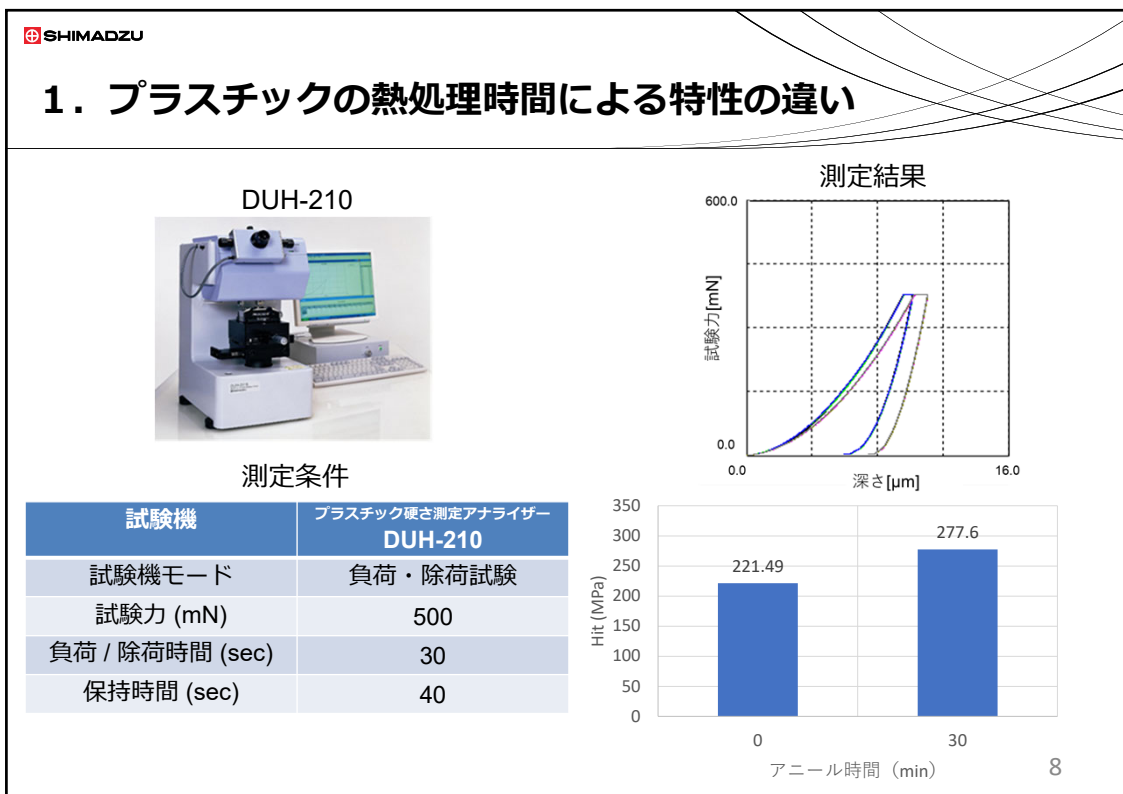 SHIMADZU
1．プラスチックの熱処理時間による特性の違い
DUH-210
測定条件
試験機 プラスチック硬さ測定アナライザー
DUH-210
試験機モード 負荷・除荷試験
試験力 (mN) 500
負荷 / 除荷時間 (sec) 30
保持時間 (sec) 40
測定結果
600.0
試験力[mN]
0.0
0.0 16.0
深さ[μm]
350
300
250
200
150
100
50
0
Hit (MPa)
221.49 277.6
0 30
アニール時間（min）
8